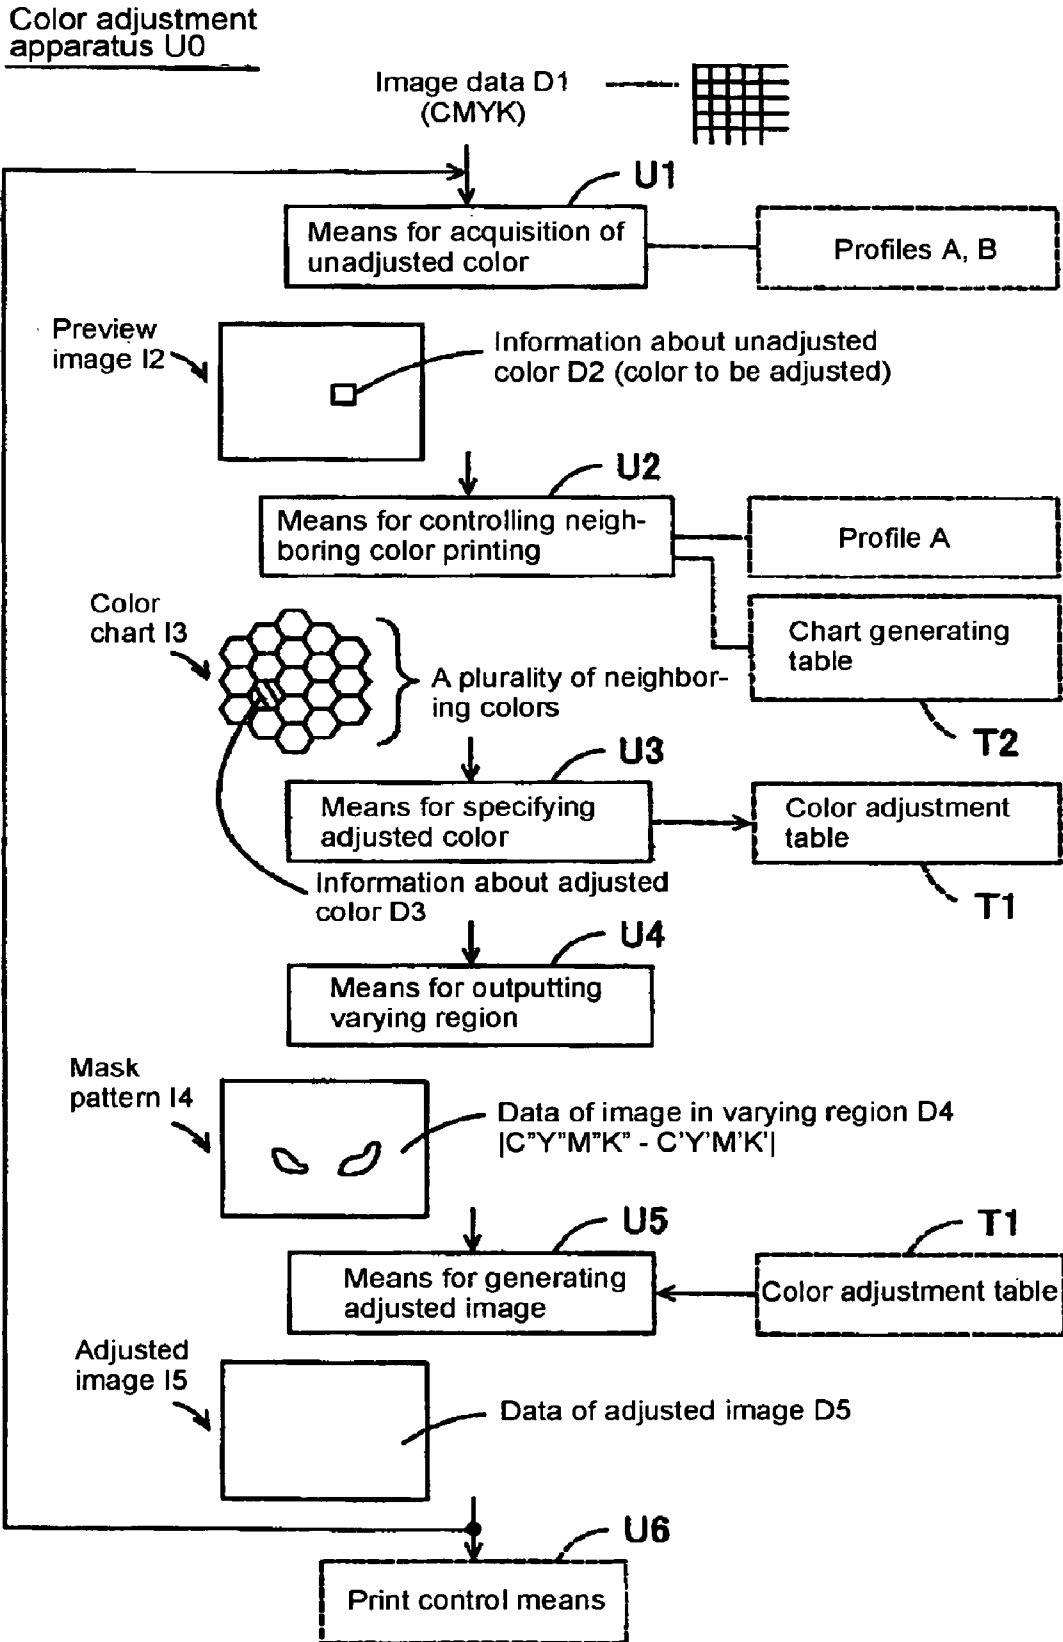 Color adjustment
apparatus U0
Image data D1
(CMYK)
U1
Means for acquisition of
unadjusted color
Profiles A, B
Preview
image I2
Information about unadjusted
color D2 (color to be adjusted)
U2
Means for controlling neigh-
boring color printing
Profile A
Chart generating
table
T2
Color
chart I3
A plurality of neighbor-
ing colors
U3
Means for specifying
adjusted color
Color adjustment
table
T1
Information about adjusted
color D3
U4
Means for outputting
varying region
Mask
pattern I4
Data of image in varying region D4
|C"Y"M"K" - C'Y'M'K'|
U5
Means for generating
adjusted image
T1
Color adjustment table
Adjusted
image I5
Data of adjusted image D5
U6
Print control means